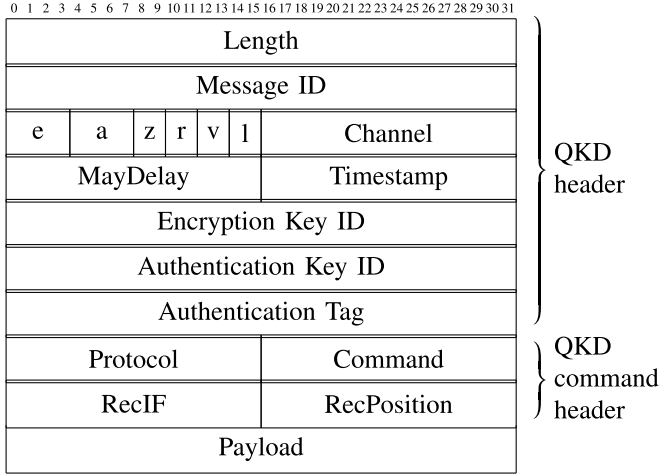 0 1 2 3 4 5 6 7 8 9 10 11 12 13 14 15 16 17 18 19 20 21 22 23 24 25 26 27 28 29 30 31
Length
Message ID
e a z r v l Channel
MayDelay Timestamp
Encryption Key ID
Authentication Key ID
Authentication Tag
QKD
header
Protocol Command
RecIF RecPosition
QKD
command
header
Payload